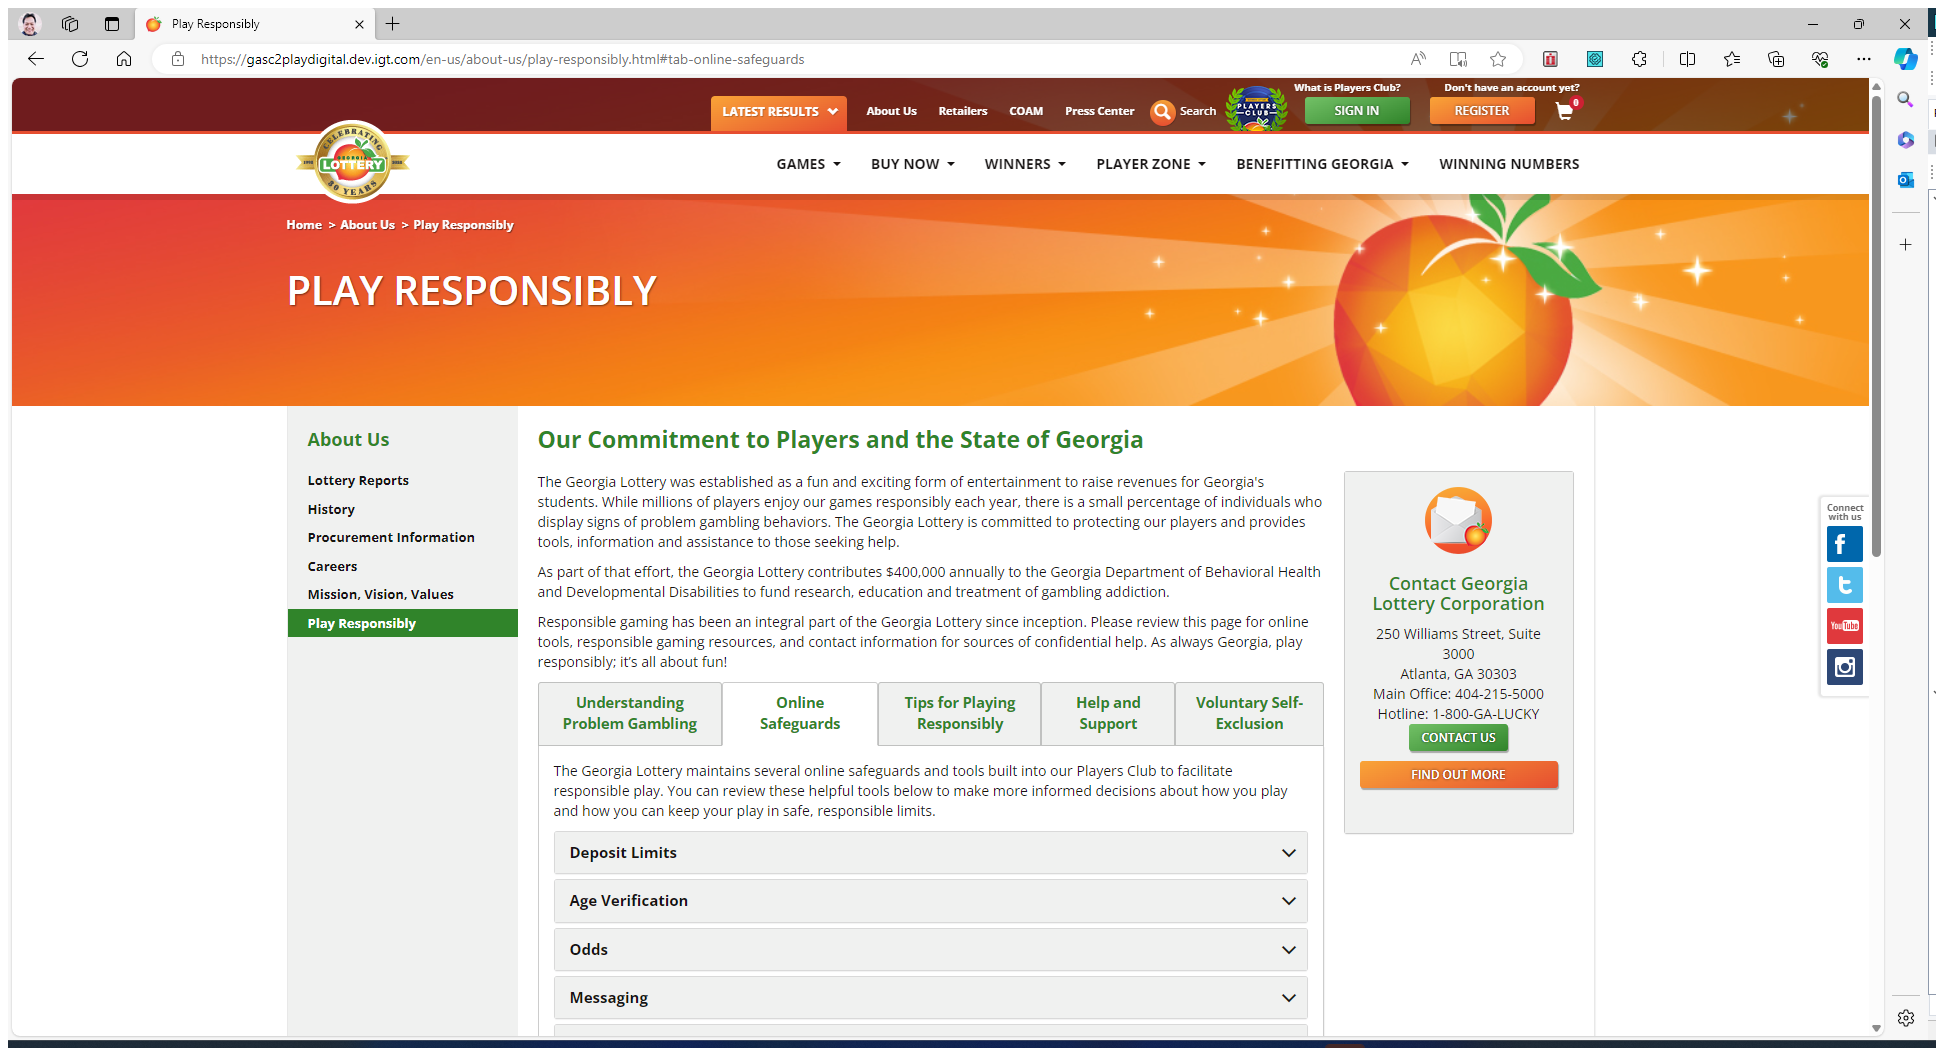 Play Responsibly
https://gasc2playdigital.dev.igt.com/en-us/about-us/play-responsibly.html#tab-online-safeguards
What is Players Club?
Don't have an account yet?
LATEST RESULTS
About Us
Retailers
COAM
Press Center
Search
PLAYERS
CLUB
SIGN IN
REGISTER
0
CELEBRATING
GEORGIA
LOTTERY
30 YEARS
GAMES
BUY NOW
WINNERS
PLAYER ZONE
BENEFITTING GEORGIA
WINNING NUMBERS
Home > About Us > Play Responsibly
PLAY RESPONSIBLY
About Us
Lottery Reports
History
Procurement Information
Careers
Mission, Vision, Values
Play Responsibly
Our Commitment to Players and the State of Georgia
The Georgia Lottery was established as a fun and exciting form of entertainment to raise revenues for Georgia's
students. While millions of players enjoy our games responsibly each year, there is a small percentage of individuals who
display signs of problem gambling behaviors. The Georgia Lottery is committed to protecting our players and provides
tools, information and assistance to those seeking help.
As part of that effort, the Georgia Lottery contributes $400,000 annually to the Georgia Department of Behavioral Health
and Developmental Disabilities to fund research, education and treatment of gambling addiction.
Responsible gaming has been an integral part of the Georgia Lottery since inception. Please review this page for online
tools, responsible gaming resources, and contact information for sources of confidential help. As always Georgia, play
responsibly; it's all about fun!
Understanding
Problem Gambling
Online
Safeguards
Tips for Playing
Responsibly
Help and
Support
Voluntary Self-
Exclusion
The Georgia Lottery maintains several online safeguards and tools built into our Players Club to facilitate
responsible play. You can review these helpful tools below to make more informed decisions about how you play
and how you can keep your play in safe, responsible limits.
Deposit Limits
Age Verification
Odds
Messaging
Contact Georgia
Lottery Corporation
250 Williams Street, Suite
3000
Atlanta, GA 30303
Main Office: 404-215-5000
Hotline: 1-800-GA-LUCKY
CONTACT US
FIND OUT MORE
Connect
with us
YouTube